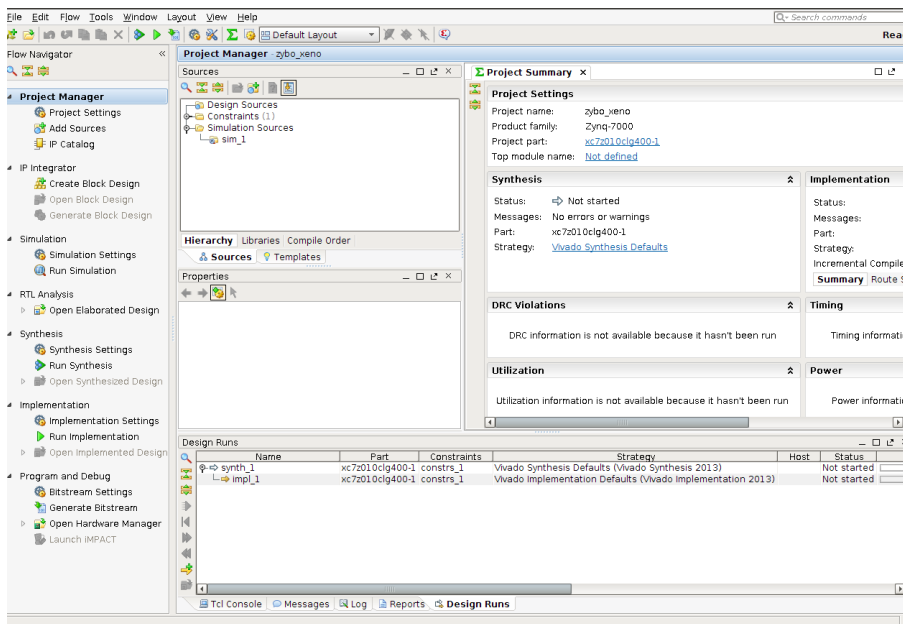 File Edit Flow Tools Window Layout View Help
Search commands
Default Layout
Rea
Flow Navigator
Project Manager - zybo_xeno
Project Manager
Project Settings
Add Sources
IP Catalog
IP Integrator
Create Block Design
Open Block Design
Generate Block Design
Simulation
Simulation Settings
Run Simulation
RTL Analysis
Open Elaborated Design
Synthesis
Synthesis Settings
Run Synthesis
Open Synthesized Design
Implementation
Implementation Settings
Run Implementation
Open Implemented Design
Program and Debug
Bitstream Settings
Generate Bitstream
Open Hardware Manager
Launch iMPACT
Sources
Design Sources
Constraints (1)
Simulation Sources
sim_1
Hierarchy Libraries Compile Order
Sources Templates
Properties
Project Summary
Project Settings
Project name: zybo_xeno
Product family: Zynq-7000
Project part: xc7z010clg400-1
Top module name: Not defined
Synthesis
Status: Not started
Messages: No errors or warnings
Part: xc7z010clg400-1
Strategy: Vivado Synthesis Defaults
Implementation
Status:
Messages:
Part:
Strategy:
Incremental Compile
Summary Route S
DRC Violations
DRC information is not available because it hasn't been run
Timing
Timing informati
Utilization
Utilization information is not available because it hasn't been run
Power
Power informati
Design Runs
Name Part Constraints Strategy Host Status
synth_1 xc7z010clg400-1 constrs_1 Vivado Synthesis Defaults (Vivado Synthesis 2013) Not started
impl_1 xc7z010clg400-1 constrs_1 Vivado Implementation Defaults (Vivado Implementation 2013) Not started
Tcl Console Messages Log Reports Design Runs